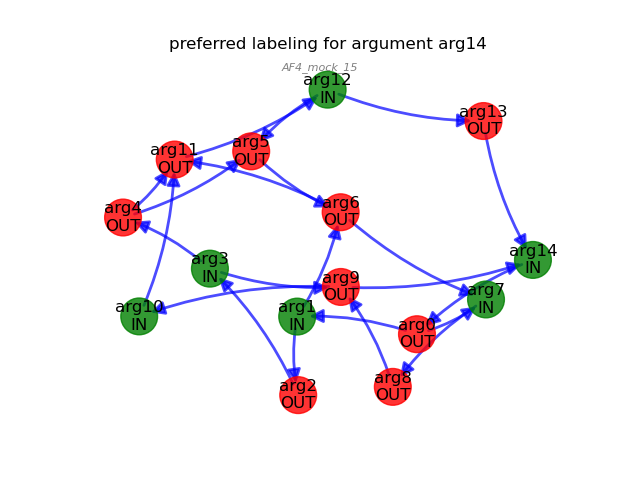 preferred labeling for argument arg14
AF4_mock_15
arg12
IN
arg13
OUT
arg5
OUT
arg11
OUT
arg4
OUT
arg6
OUT
arg14
IN
arg3
IN
arg9
OUT
arg7
IN
arg10
IN
arg1
IN
arg0
OUT
arg2
OUT
arg8
OUT